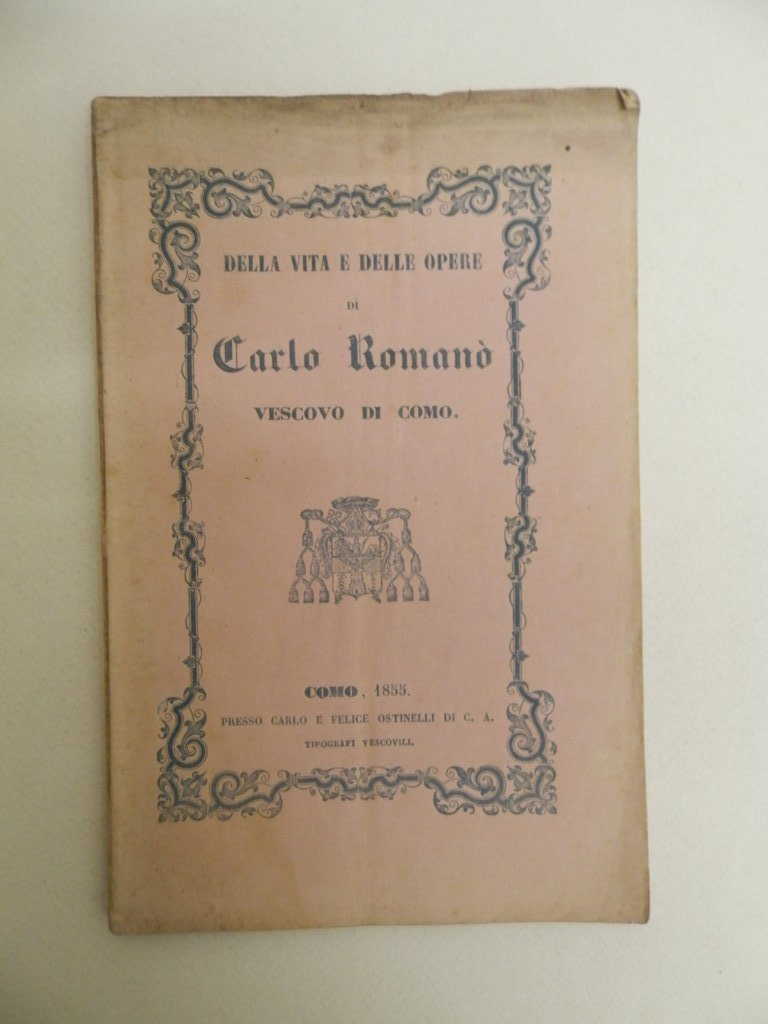 DELLA VITA E DELLE OPERE
DI
Carlo Romanò
VESCOVO DI COMO.
COMO, 1855.
PRESSO CARLO E FELICE OSTINELLI DI C. A.
TIPOGRAFI VESCOVILI.